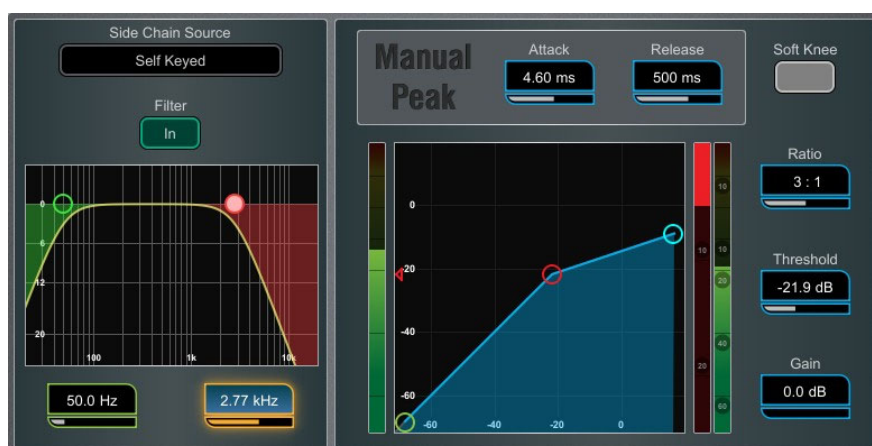 Side Chain Source
Self Keyed
Filter
In
0
6
12
20
100
1k
10k
50.0 Hz
2.77 kHz
Manual
Peak
Attack
4.60 ms
Release
500 ms
Soft Knee
0
-20
-40
-60
-60
-40
-20
0
10
20
10
10
20
40
60
Ratio
3 : 1
Threshold
-21.9 dB
Gain
0.0 dB